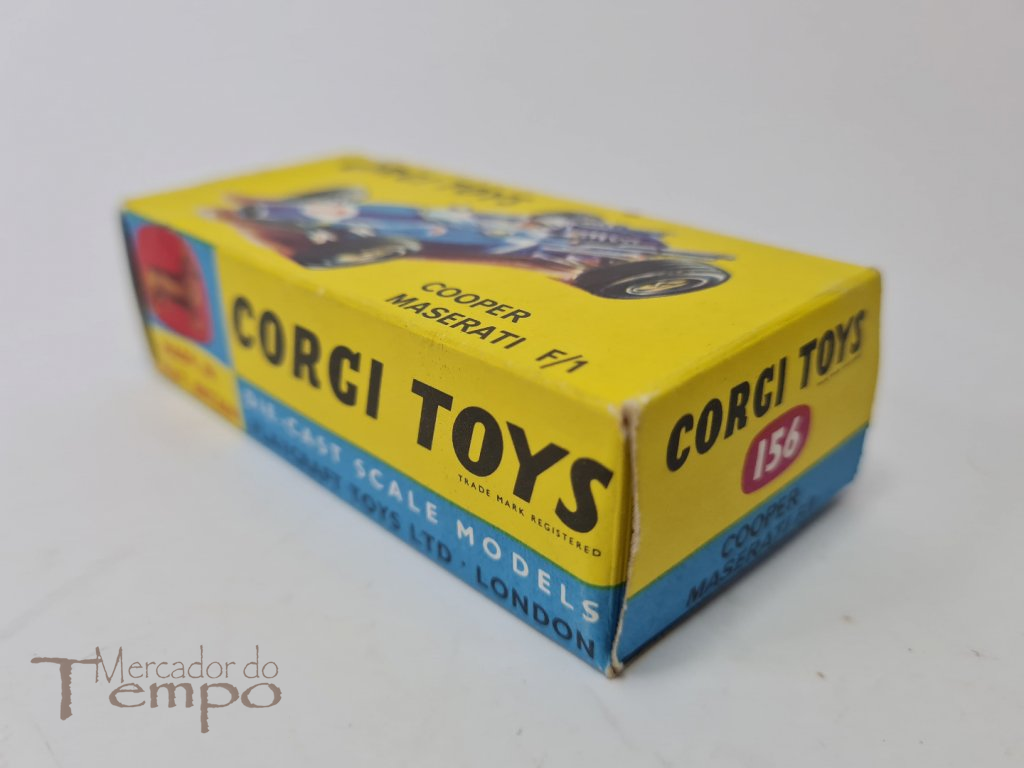 CORGI TOYS
COOPER
MASERATI F/1
CORGI TOYS
TRADE MARK REGISTERED
DIE-CAST SCALE MODELS
PLAYCRAFT TOYS LTD · LONDON
CORGI TOYS
156
COOPER-
MASERATI
Mercador do
Tempo